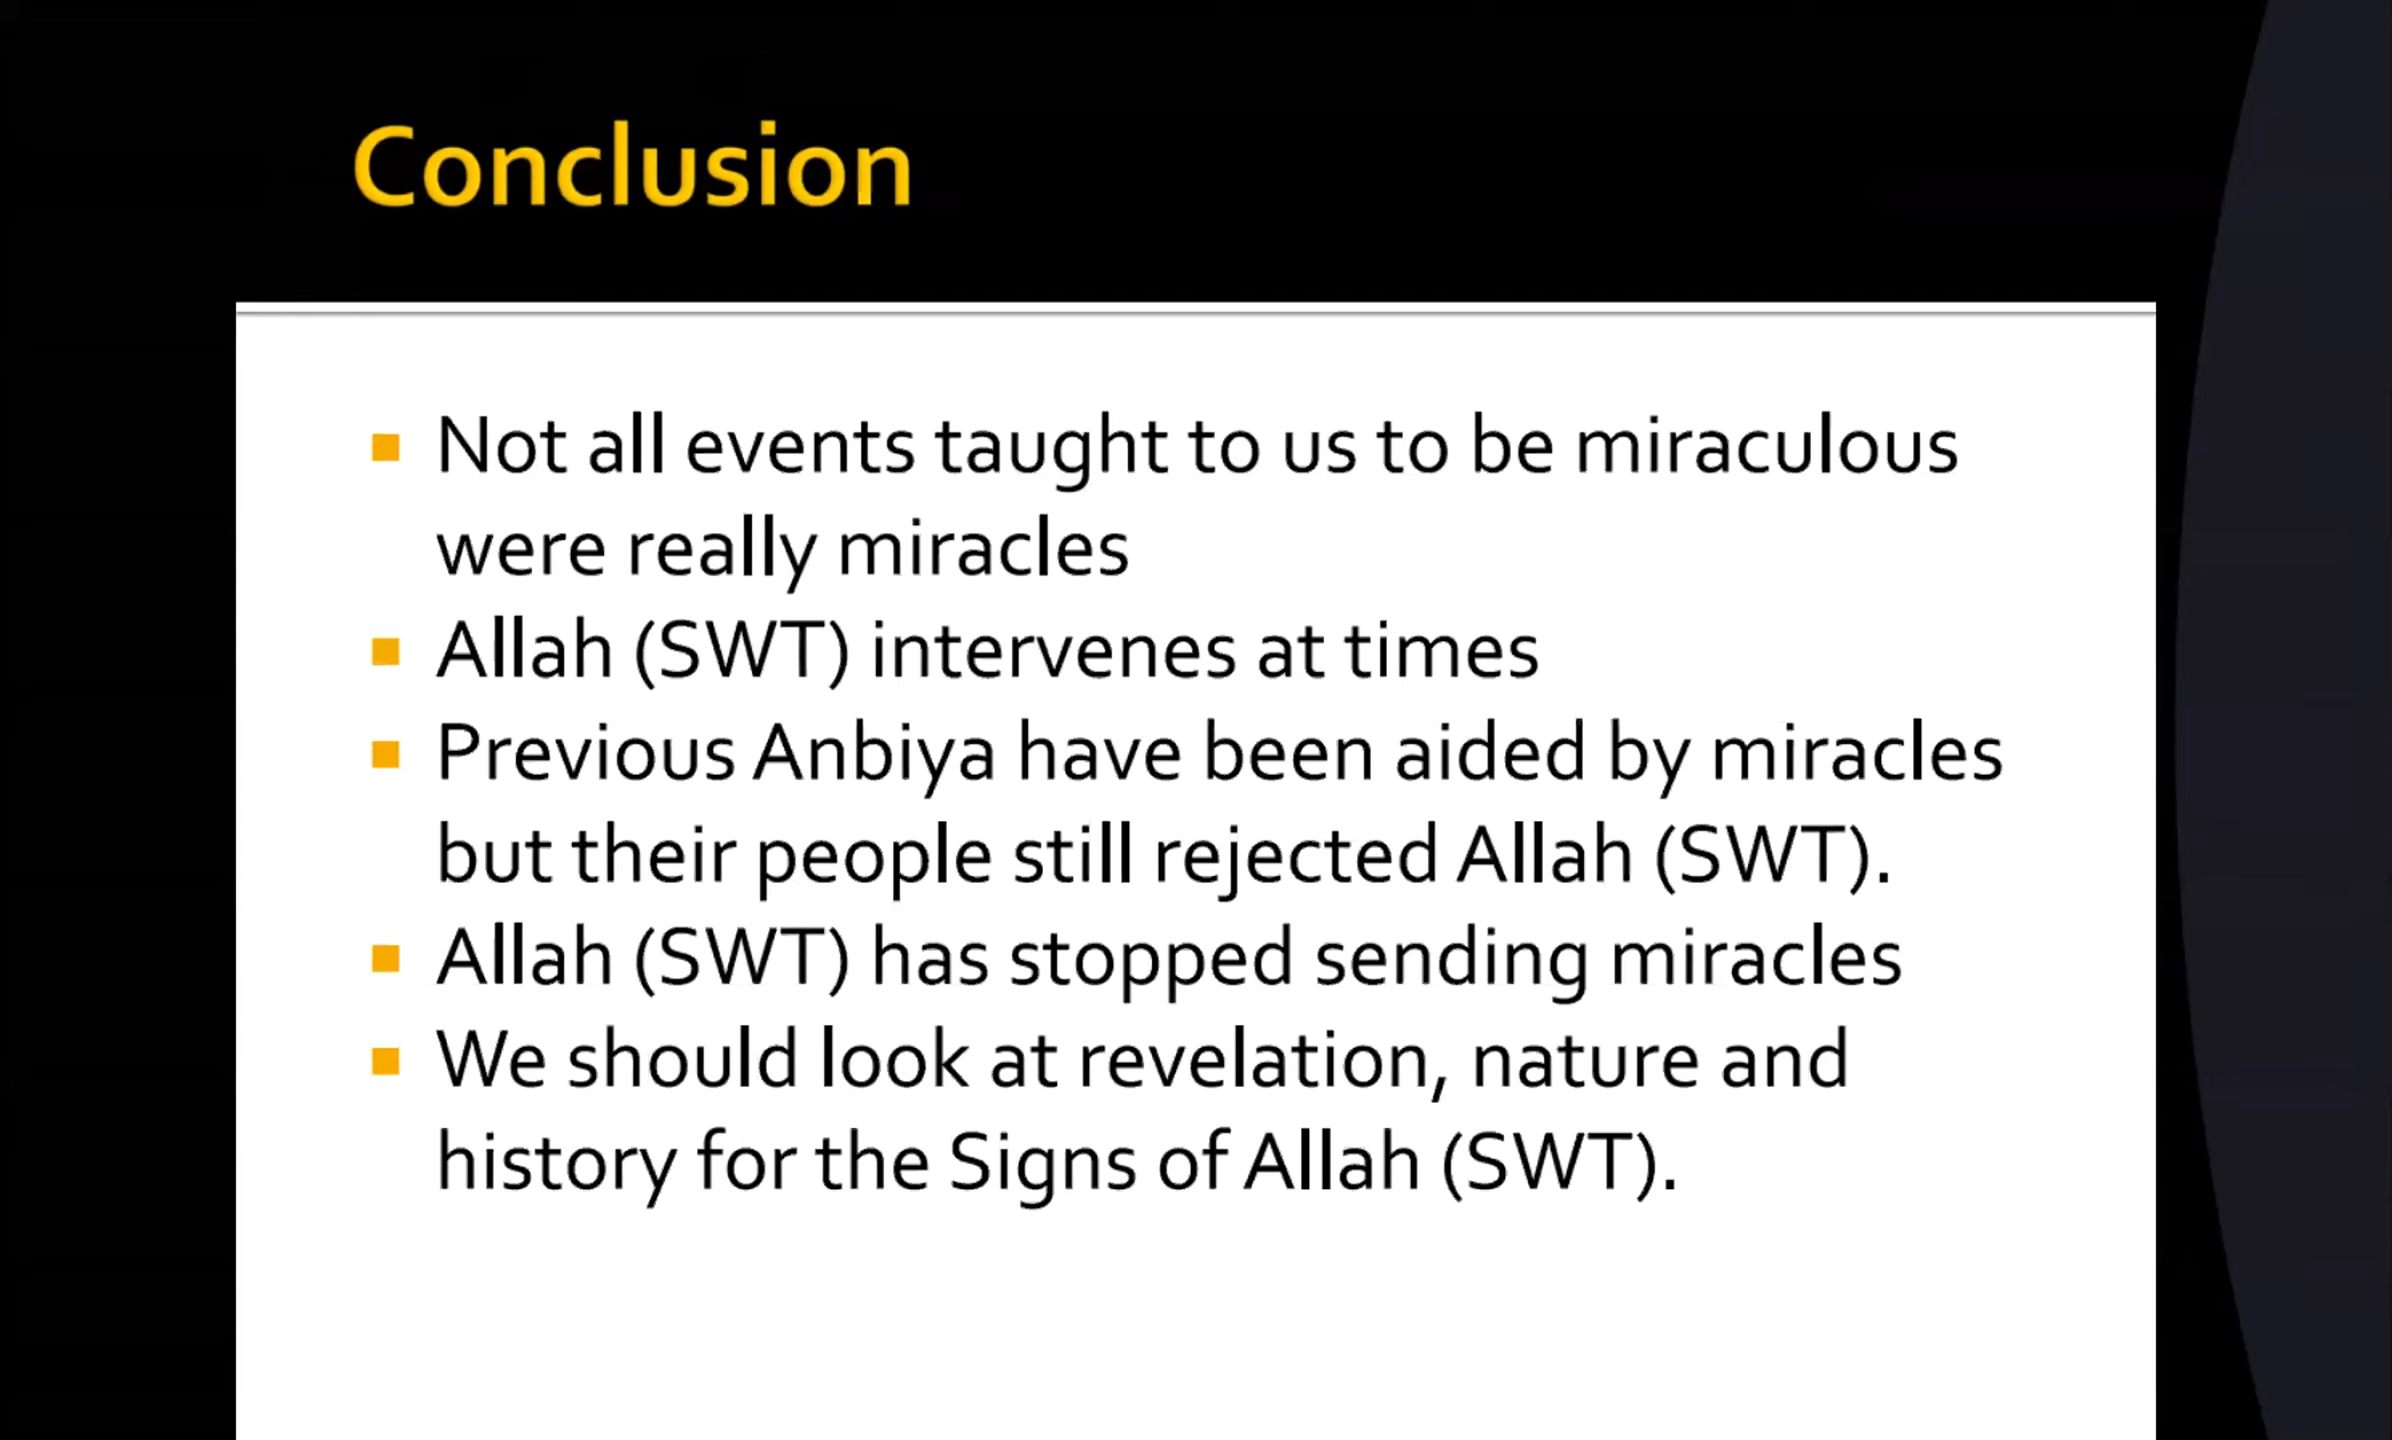 Conclusion
Not all events taught to us to be miraculous
were really miracles
Allah (SWT) intervenes at times
Previous Anbiya have been aided by miracles
but their people still rejected Allah (SWT).
Allah (SWT) has stopped sending miracles
We should look at revelation, nature and
history for the Signs of Allah (SWT).